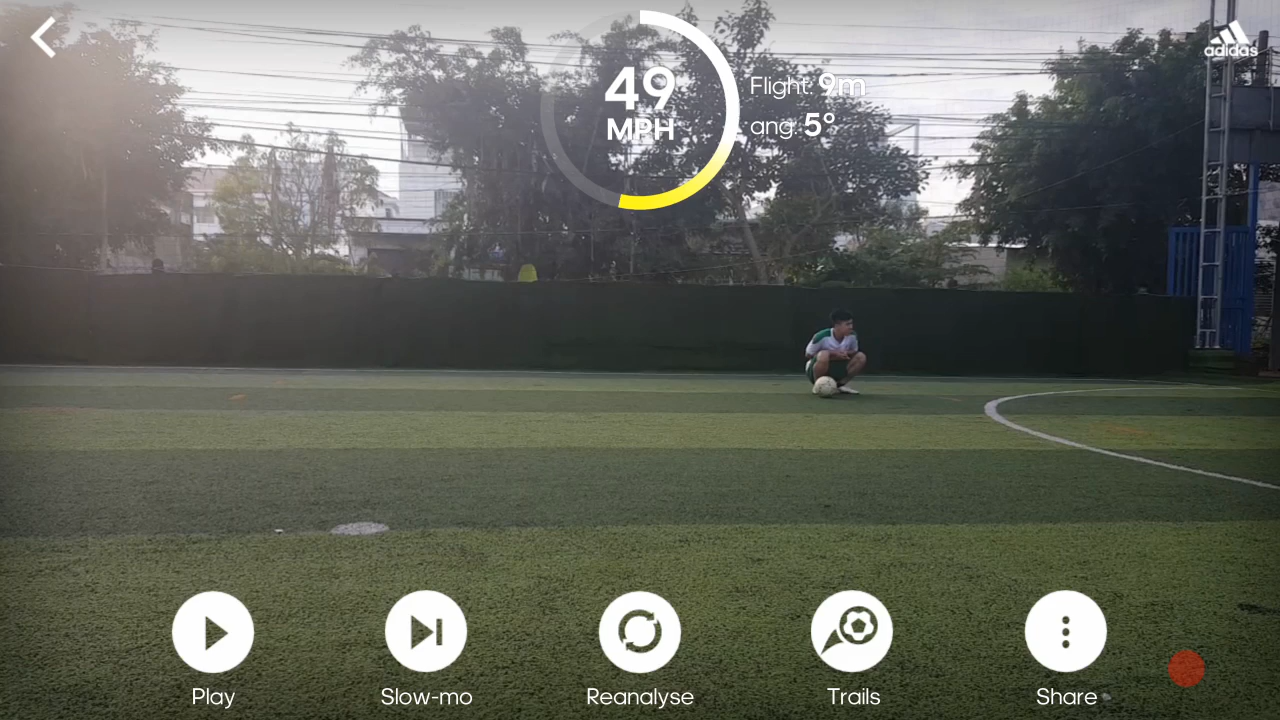 49
MPH
Flight: 9m
ang: 5°
adidas
Play
Slow-mo
Reanalyse
Trails
Share